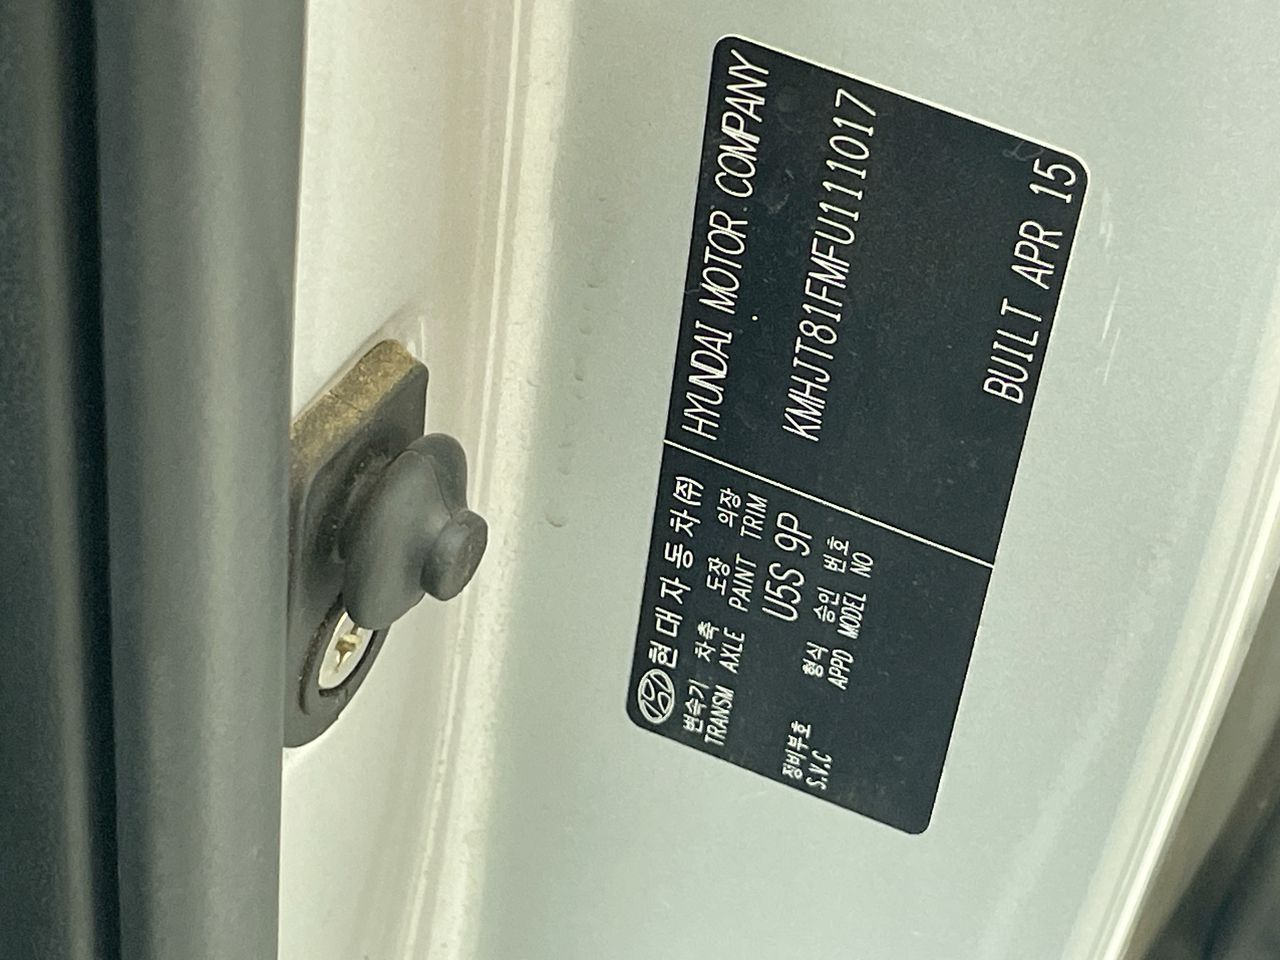 현대자동차(주)
변속기 차축 도장 의장
TRANSM AXLE PAINT TRIM
U5S 9P
장비부호 형식 승인 번호
S.V.C APPD MODEL NO
HYUNDAI MOTOR COMPANY
KMHJT81FMFU111017
BUILT APR 15